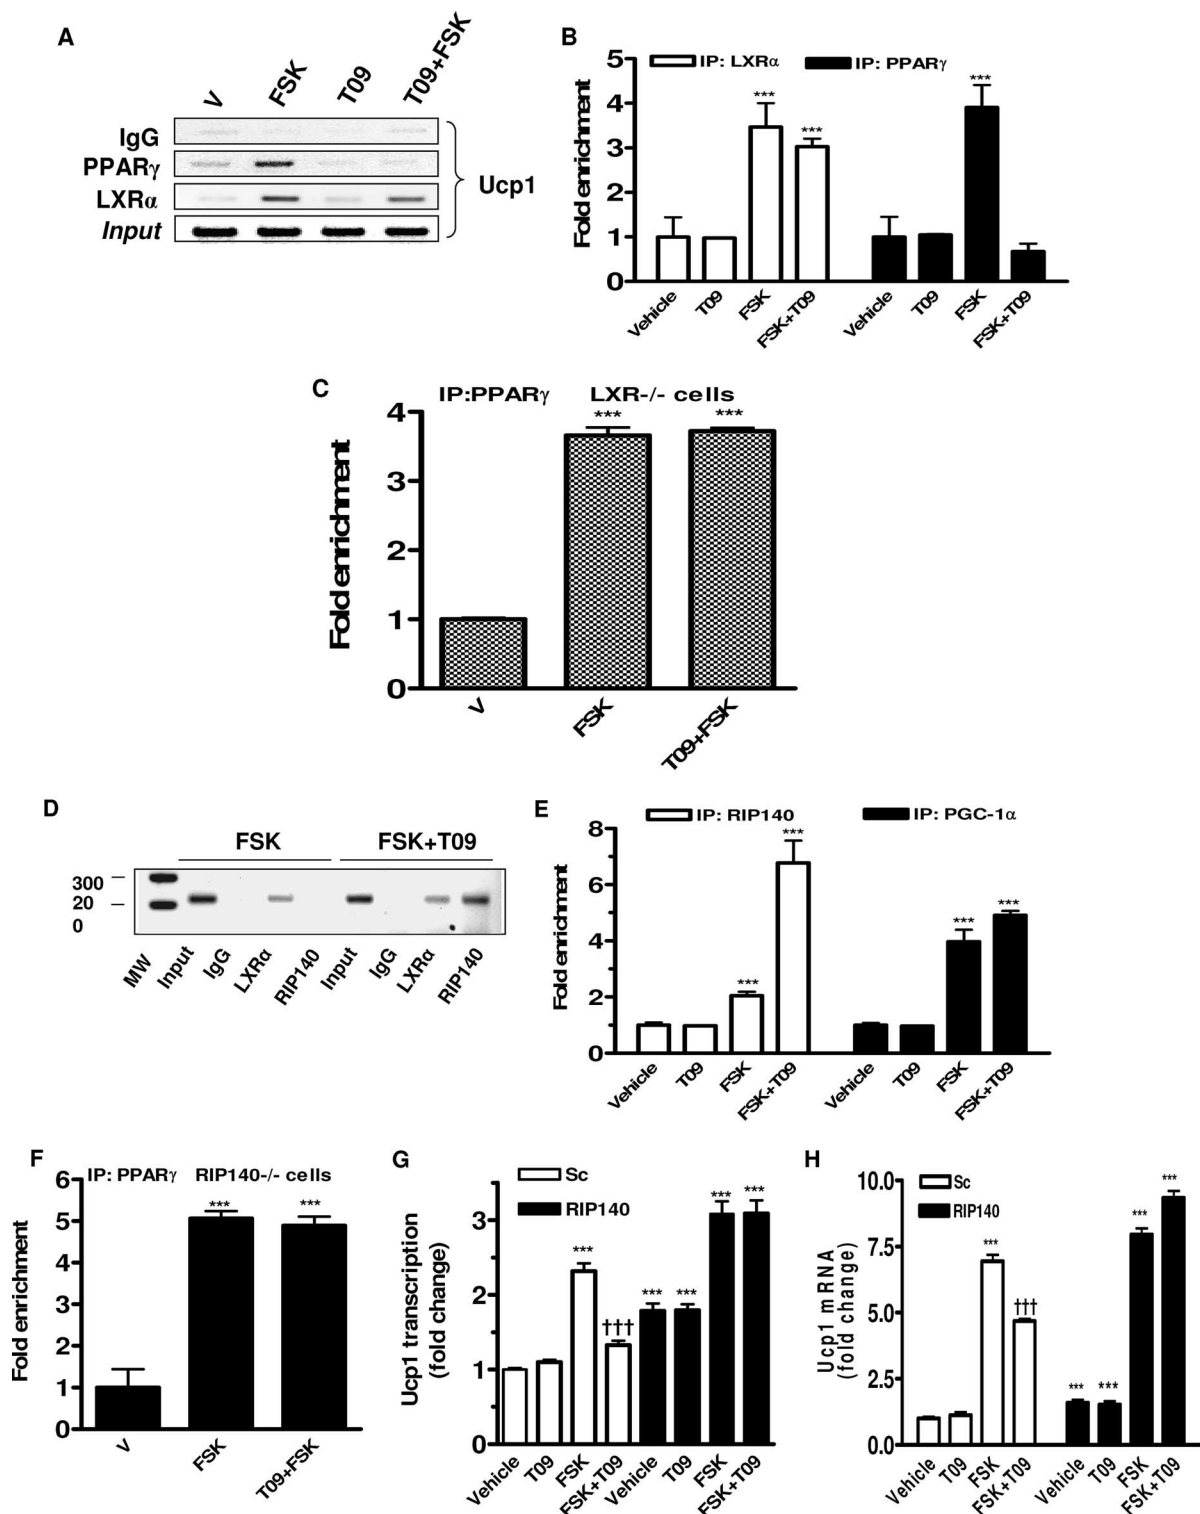 A
V
FSK
T09
T09+FSK
IgG
PPARγ
LXRα
Input
Ucp1
B
IP: LXRα
IP: PPARγ
Fold enrichment
5
4
3
2
1
0
***
***
***
Vehicle
T09
FSK
FSK+T09
Vehicle
T09
FSK
FSK+T09
C
IP:PPARγ LXR-/- cells
Fold enrichment
4
3
2
1
0
***
***
V
FSK
T09+FSK
D
FSK
FSK+T09
300
20
0
MW
Input
IgG
LXRα
RIP140
Input
IgG
LXRα
RIP140
E
IP: RIP140
IP: PGC-1α
Fold enrichment
8
6
4
2
0
***
***
***
***
Vehicle
T09
FSK
FSK+T09
Vehicle
T09
FSK
FSK+T09
F
IP: PPARγ RIP140-/- cells
Fold enrichment
6
5
4
3
2
1
0
***
***
V
FSK
T09+FSK
G
Sc
RIP140
Ucp1 transcription
(fold change)
3
2
1
0
***
†††
***
***
***
***
Vehicle
T09
FSK
FSK+T09
Vehicle
T09
FSK
FSK+T09
H
Sc
RIP140
Ucp1 mRNA
(fold change)
10.0
7.5
5.0
2.5
0.0
***
†††
***
***
***
***
Vehicle
T09
FSK
FSK+T09
Vehicle
T09
FSK
FSK+T09